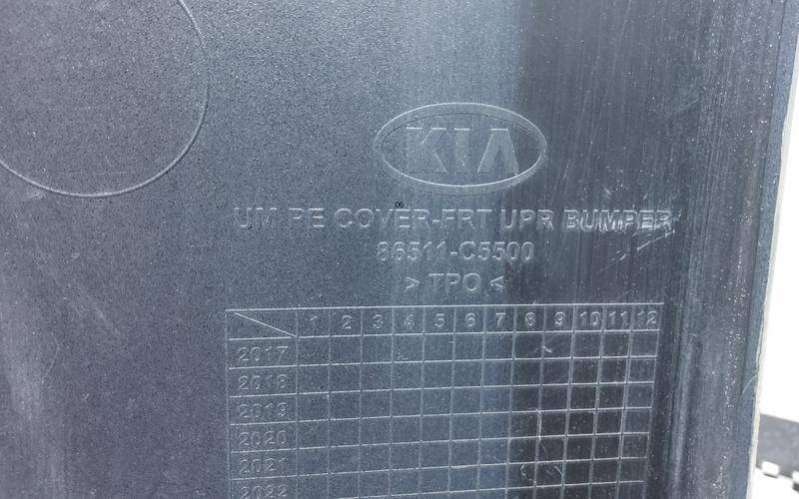 KIA
UM PE COVER-FRT UPR BUMPER
86511-C5500
> TPO <
1 2 3 4 5 6 7 8 9 10 11 12
2017
2018
2019
2020
2021
2022